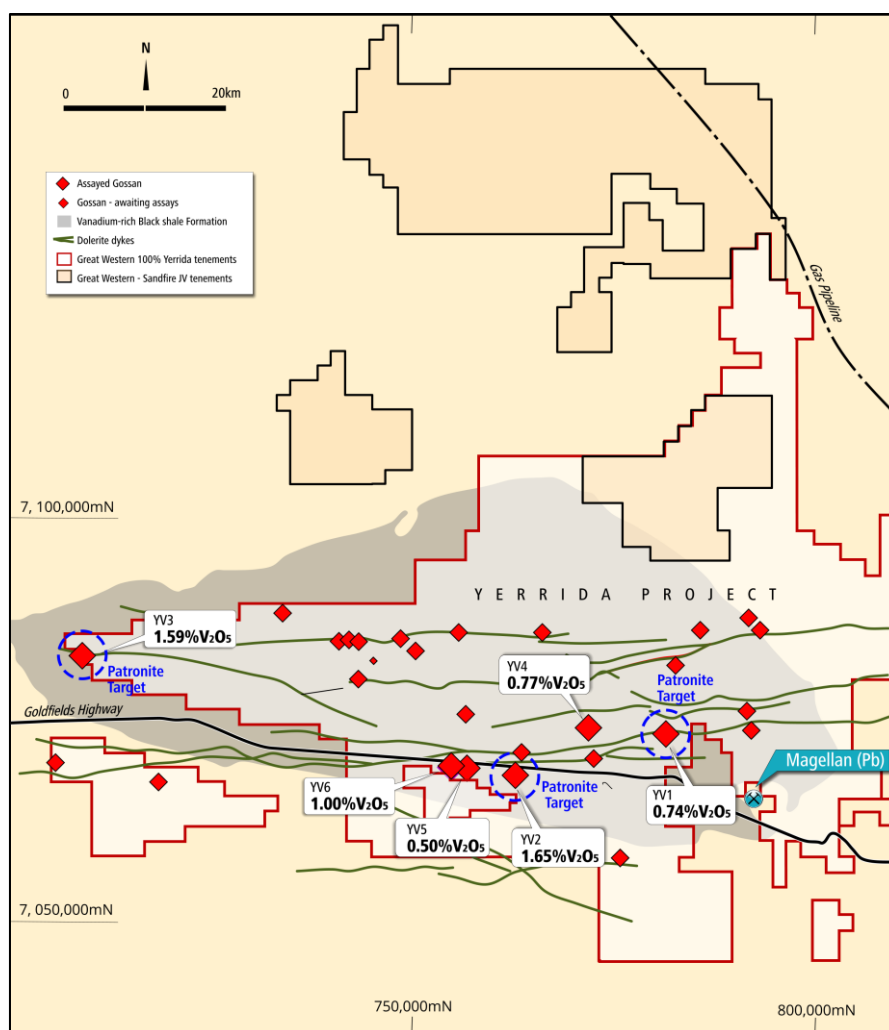 N
0 20km
Assayed Gossan
Gossan - awaiting assays
Vanadium-rich Black shale Formation
Dolerite dykes
Great Western 100% Yerrida tenements
Great Western - Sandfire JV tenements
Gas Pipeline
7, 100,000mN
YERRIDA PROJECT
YV3
1.59%V₂O₅
Patronite
Target
YV4
0.77%V₂O₅
Patronite
Target
Goldfields Highway
Magellan (Pb)
YV6
1.00%V₂O₅
Patronite
Target
YV1
0.74%V₂O₅
YV5
0.50%V₂O₅
YV2
1.65%V₂O₅
7, 050,000mN
750,000mN
800,000mN